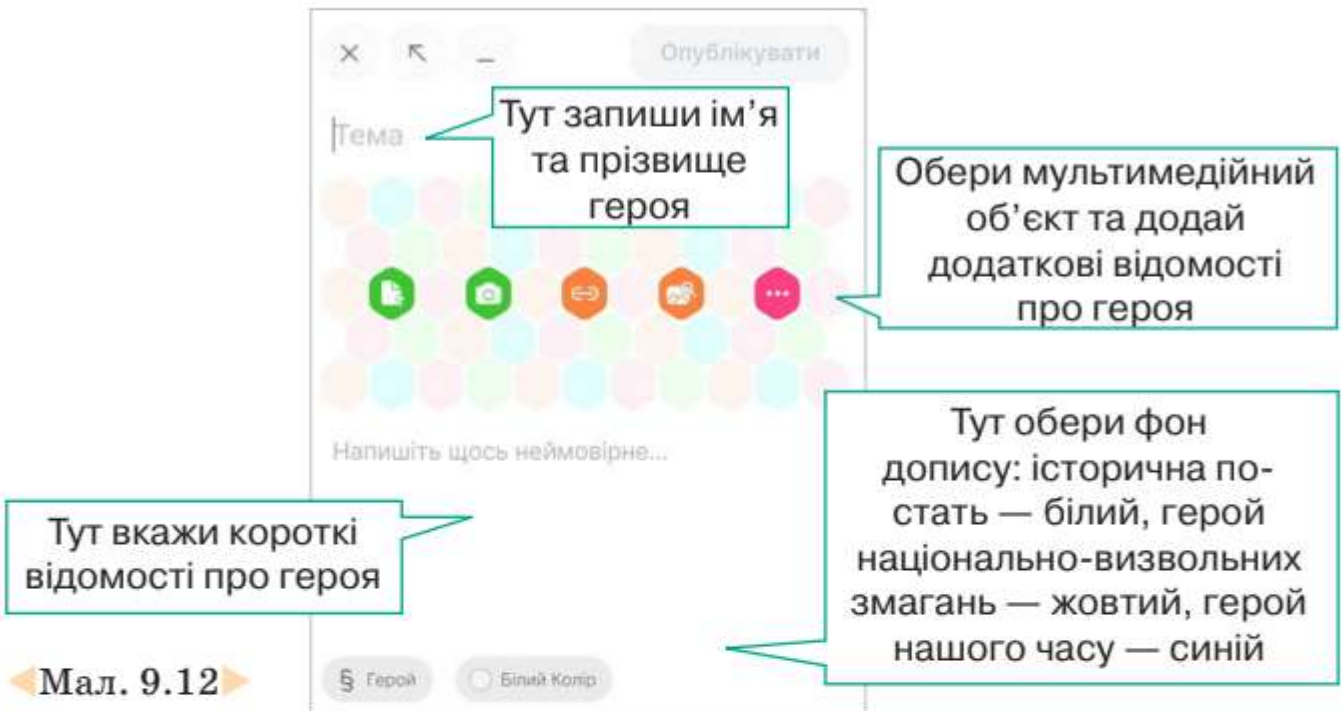 Опублікувати
Тема
Тут запиши ім’я
та прізвище
героя
Обери мультимедійний
об’єкт та додай
додаткові відомості
про героя
Напишіть щось неймовірне...
Тут вкажи короткі
відомості про героя
Тут обери фон
допису: історична по-
стать — білий, герой
національно-визвольних
змагань — жовтий, герой
нашого часу — синій
Мал. 9.12
§ Герой
Білий Колір